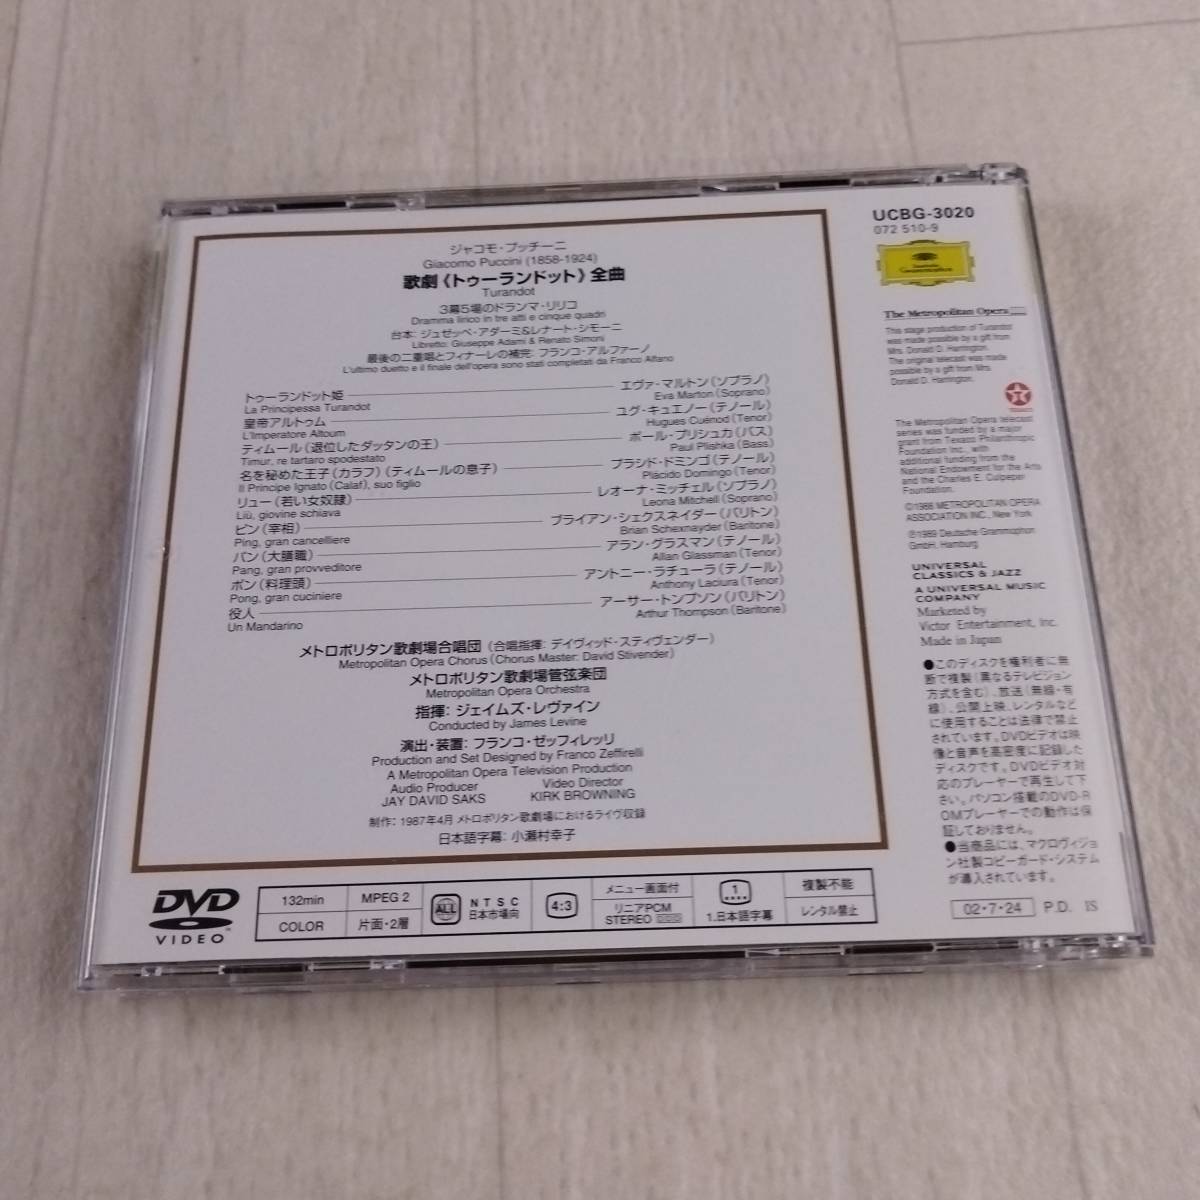 ジャコモ・プッチーニ
Giacomo Puccini (1858-1924)
歌劇《トゥーランドット》全曲
Turandot
3幕5場のドランマ・リリコ
Dramma lirico in tre atti e cinque quadri
台本: ジュゼッペ・アダーミ&レナート・シモーニ
Libretto: Giuseppe Adami & Renato Simoni
最後の二重唱とフィナーレの補完: フランコ・アルファーノ
L'ultimo duetto e il finale dell'opera sono stati completati da Franco Alfano
トゥーランドット姫 エヴァ・マルトン(ソプラノ)
La Principessa Turandot Eva Marton (Soprano)
皇帝アルトゥム ユグ・キュエノー(テノール)
L'Imperatore Altoum Hugues Cuénod (Tenor)
ティムール(退位したダッタンの王) ポール・プリシュカ(バス)
Timur, re tartaro spodestato Paul Plishka (Bass)
名を秘めた王子(カラフ)(ティムールの息子) プラシド・ドミンゴ(テノール)
Il Principe Ignato (Calaf), suo figlio Plácido Domingo (Tenor)
リュー(若い女奴隷) レオーナ・ミッチェル(ソプラノ)
Liù, giovine schiava Leona Mitchell (Soprano)
ピン(宰相) ブライアン・シェクスネイダー(バリトン)
Ping, gran cancelliere Brian Schexnayder (Baritone)
パン(大膳職) アラン・グラスマン(テノール)
Pang, gran provveditore Allan Glassman (Tenor)
ポン(料理頭) アントニー・ラチューラ(テノール)
Pong, gran cuciniere Anthony Laciura (Tenor)
役人 アーサー・トンプソン(バリトン)
Un Mandarino Arthur Thompson (Baritone)
メトロポリタン歌劇場合唱団(合唱指揮: デイヴィッド・スティヴェンダー)
Metropolitan Opera Chorus (Chorus Master: David Stivender)
メトロポリタン歌劇場管弦楽団
Metropolitan Opera Orchestra
指揮: ジェイムズ・レヴァイン
Conducted by James Levine
演出・装置: フランコ・ゼッフィレッリ
Production and Set Designed by Franco Zeffirelli
A Metropolitan Opera Television Production
Audio Producer Video Director
JAY DAVID SAKS KIRK BROWNING
制作: 1987年4月 メトロポリタン歌劇場におけるライヴ収録
日本語字幕: 小瀬村幸子
DVD
VIDEO
132min
COLOR
MPEG 2
片面・2層
ALL
NTSC
日本市場向
4:3
メニュー画面付
リニアPCM
STEREO
1
1.日本語字幕
複製不能
レンタル禁止
UCBG-3020
072 510-9
Deutsche
Grammophon
The Metropolitan Opera
This stage production of Turandot
was made possible by a gift from
Mrs. Donald D. Harrington.
The original telecast was made
possible by a gift from Mrs.
Donald D. Harrington.
TEXACO
The Metropolitan Opera telecast
series was funded by a major
grant from Texaco Philanthropic
Foundation Inc., with
additional funding from the
National Endowment for the Arts
and the Charles E. Culpeper
Foundation.
©1988 METROPOLITAN OPERA
ASSOCIATION INC., New York
℗1989 Deutsche Grammophon
GmbH, Hamburg
UNIVERSAL
CLASSICS & JAZZ
A UNIVERSAL MUSIC
COMPANY
Marketed by
Victor Entertainment, Inc.
Made in Japan
●このディスクを権利者に無
断で複製(異なるテレビジョン
方式を含む)、放送(無線・有
線)、公開上映、レンタルなど
に使用することは法律で禁止
されています。DVDビデオは映
像と音声を高密度に記録した
ディスクです。DVDビデオ対
応のプレーヤーで再生して下
さい。パソコン搭載のDVD-R
OMプレーヤーでの動作は保
証しておりません。
●当商品には、マクロヴィジョ
ン社製コピーガード・システム
が導入されています。
02・7・24 P.D. IS